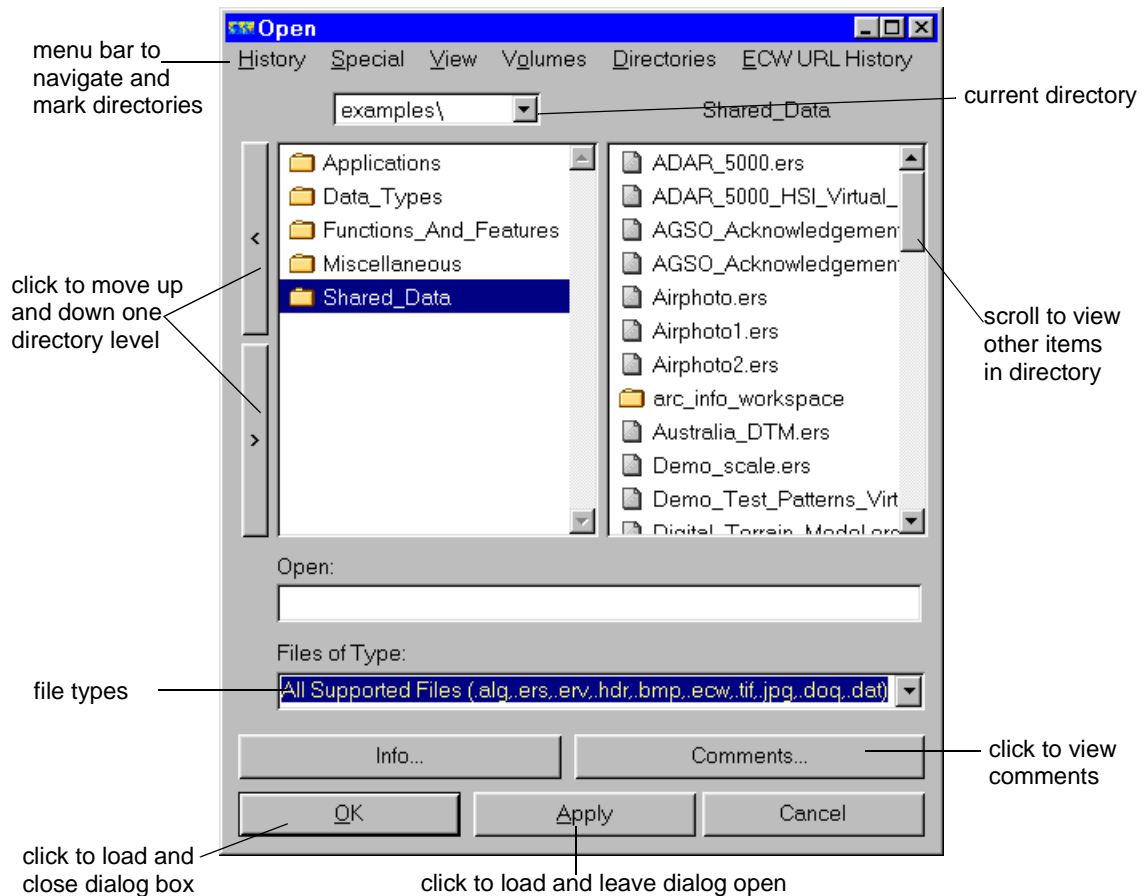 Open
menu bar to
navigate and
mark directories
History Special View Volumes Directories ECW URL History
examples\
Shared_Data
current directory
Applications
Data_Types
Functions_And_Features
Miscellaneous
Shared_Data
<
>
click to move up
and down one
directory level
ADAR_5000.ers
ADAR_5000_HSI_Virtual_
AGSO_Acknowledgemen
AGSO_Acknowledgemen
Airphoto.ers
Airphoto1.ers
Airphoto2.ers
arc_info_workspace
Australia_DTM.ers
Demo_scale.ers
Demo_Test_Patterns_Virt
Digital_Terrain_Model.ers
scroll to view
other items
in directory
Open:
Files of Type:
file types
All Supported Files (.alg,.ers,.erv,.hdr,.bmp,.ecw,.tif,.jpg,.doq,.dat)
Info...
Comments...
click to view
comments
OK
Apply
Cancel
click to load and
close dialog box
click to load and leave dialog open